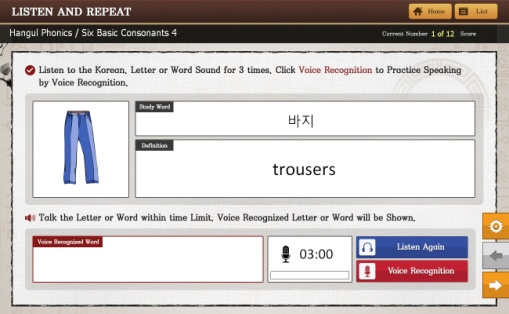 LISTEN AND REPEAT
Home
List
Hangul Phonics / Six Basic Consonants 4
Current Number 1 of 12 Score
Listen to the Korean. Letter or Word Sound for 3 times. Click Voice Recognition to Practice Speaking
by Voice Recognition.
Study Word
바지
Definition
trousers
Talk the Letter or Word within time Limit. Voice Recognized Letter or Word will be Shown.
Voice Recognized Word
03:00
Listen Again
Voice Recognition